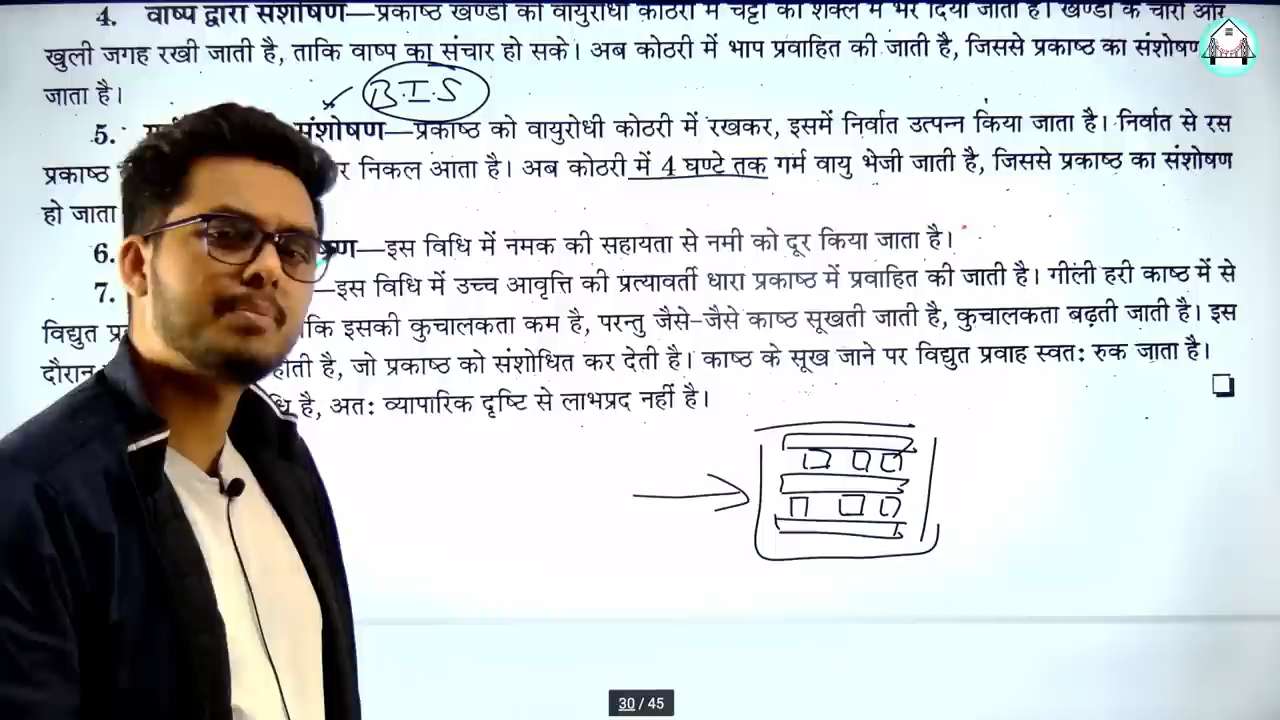 4. वाष्प द्वारा संशोषण—प्रकाष्ठ खण्डों को वायुरोधी कोठरी में चट्टों की शक्ल में भर दिया जाता है। खण्डों के चारों ओर
खुली जगह रखी जाती है, ताकि वाष्प का संचार हो सके। अब कोठरी में भाप प्रवाहित की जाती है, जिससे प्रकाष्ठ का संशोषण
जाता है।
B.I.S
5. संशोषण—प्रकाष्ठ को वायुरोधी कोठरी में रखकर, इसमें निर्वात उत्पन्न किया जाता है। निर्वात से रस
प्रकाष्ठ र निकल आता है। अब कोठरी में 4 घण्टे तक गर्म वायु भेजी जाती है, जिससे प्रकाष्ठ का संशोषण
हो जाता
6. षण—इस विधि में नमक की सहायता से नमी को दूर किया जाता है।
7. —इस विधि में उच्च आवृत्ति की प्रत्यावर्ती धारा प्रकाष्ठ में प्रवाहित की जाती है। गीली हरी काष्ठ में से
विद्युत प्र कि इसकी कुचालकता कम है, परन्तु जैसे-जैसे काष्ठ सूखती जाती है, कुचालकता बढ़ती जाती है। इस
दौरान होती है, जो प्रकाष्ठ को संशोधित कर देती है। काष्ठ के सूख जाने पर विद्युत प्रवाह स्वत: रुक जाता है।
धि है, अत: व्यापारिक दृष्टि से लाभप्रद नहीं है।
30 / 45